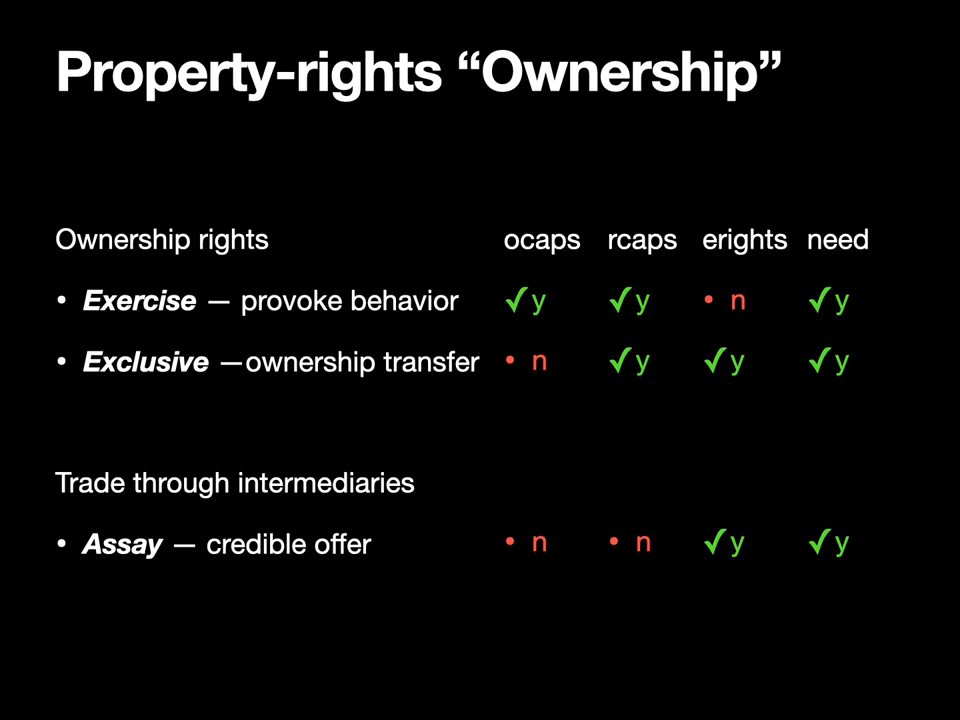 Property-rights “Ownership”
Ownership rights ocaps rcaps erights need
• Exercise — provoke behavior ✓y ✓y • n ✓y
• Exclusive —ownership transfer • n ✓y ✓y ✓y
Trade through intermediaries
• Assay — credible offer • n • n ✓y ✓y